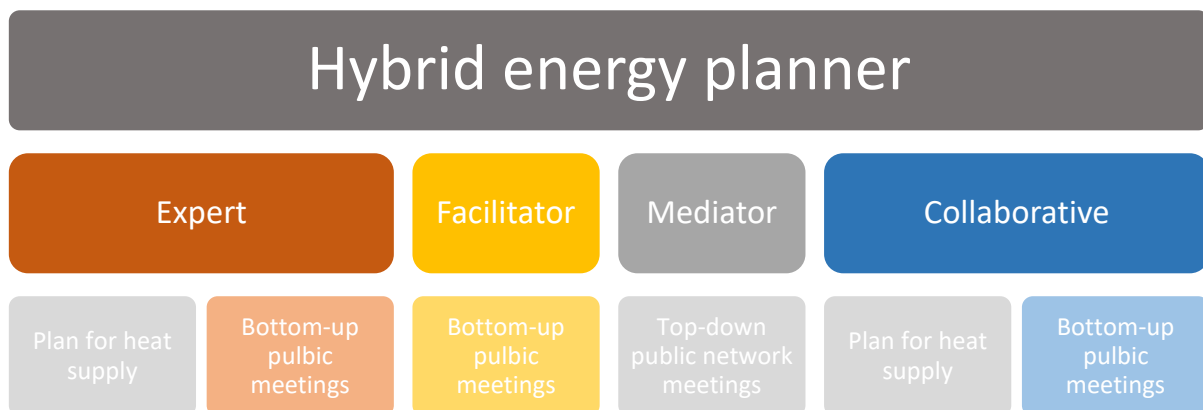 Hybrid energy planner
Expert
Facilitator
Mediator
Collaborative
Plan for heat
supply
Bottom-up
pulbic
meetings
Bottom-up
pulbic
meetings
Top-down
public network
meetings
Plan for heat
supply
Bottom-up
pulbic
meetings